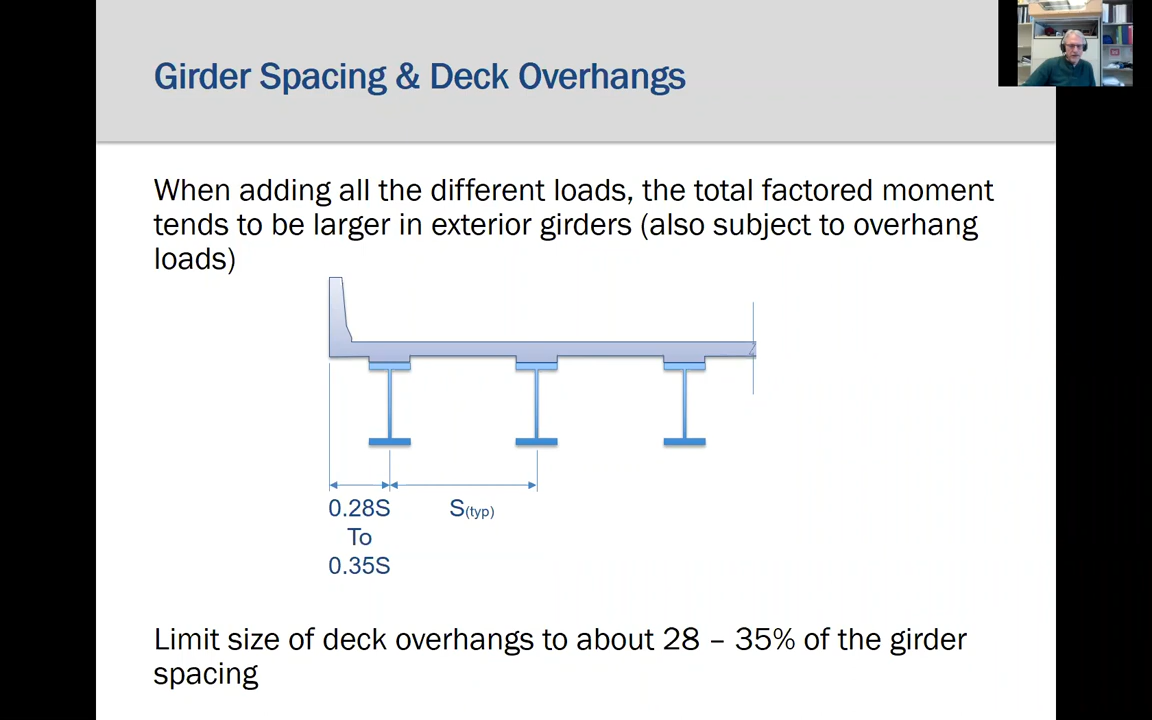 Girder Spacing & Deck Overhangs
When adding all the different loads, the total factored moment
tends to be larger in exterior girders (also subject to overhang
loads)
0.28S
To
0.35S
S(typ)
Limit size of deck overhangs to about 28 – 35% of the girder
spacing